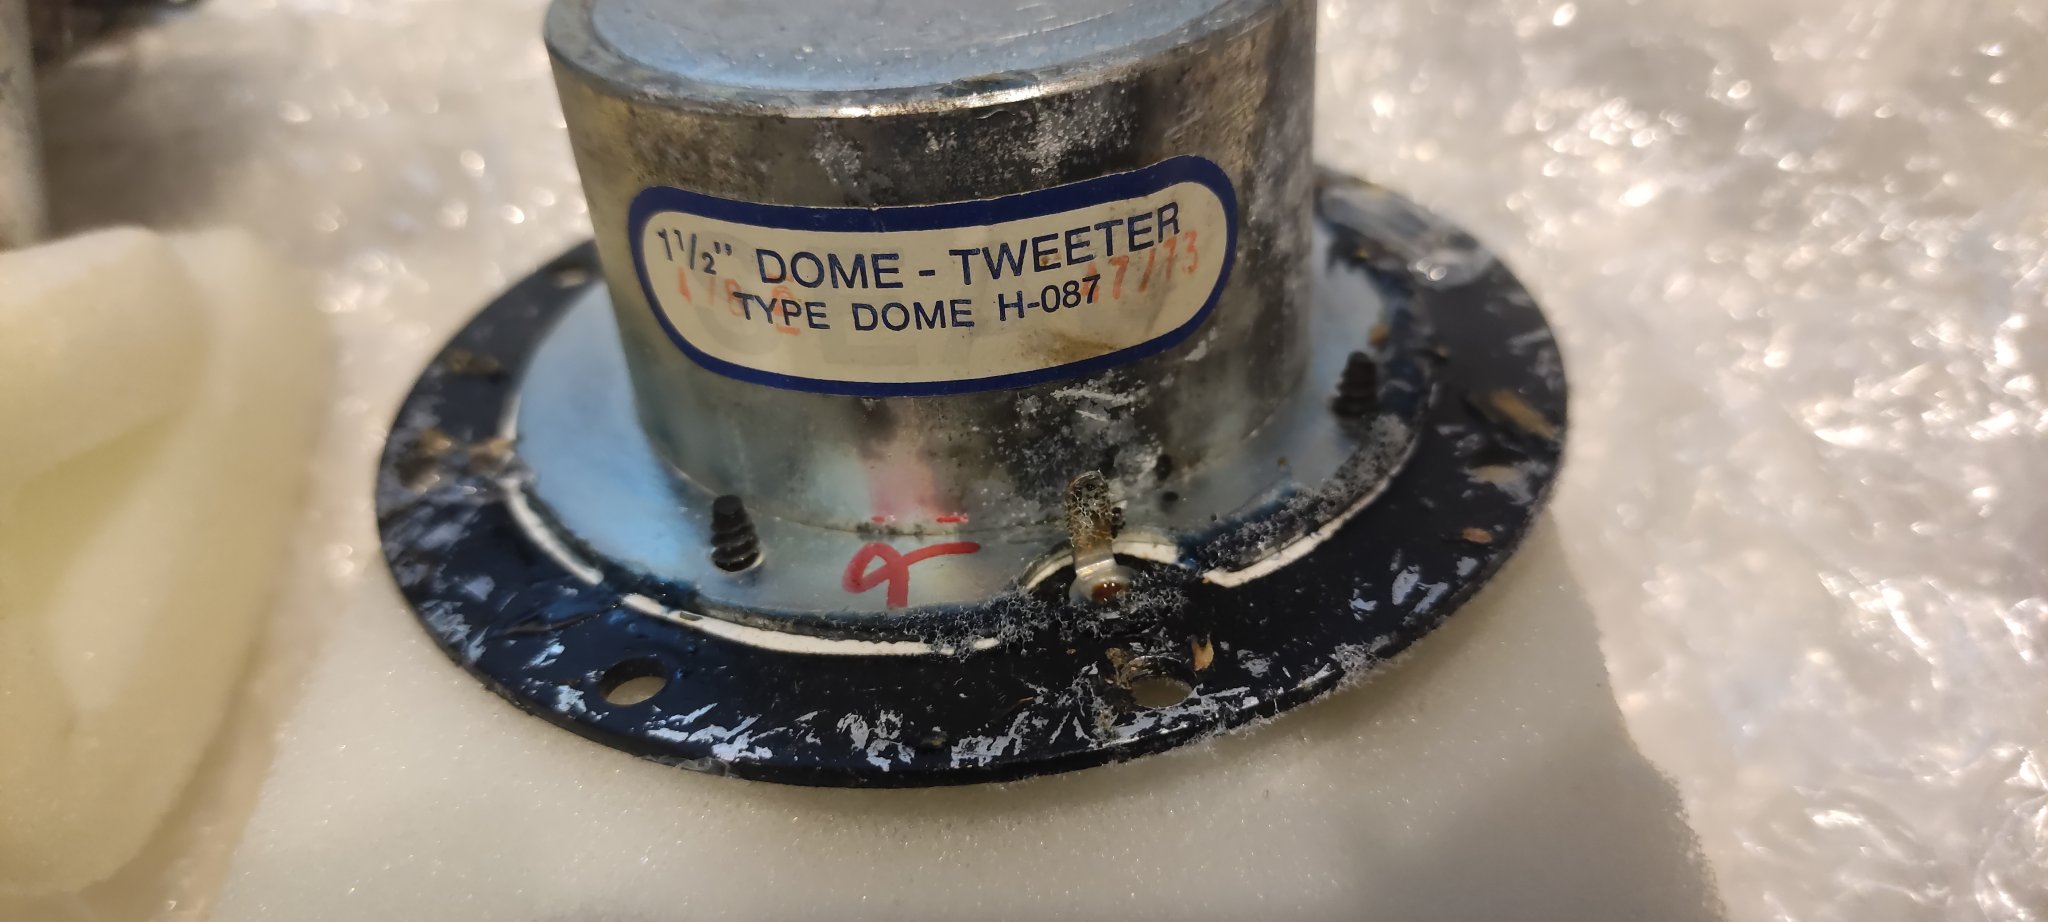 1½" DOME - TWEETER
TYPE DOME H-087